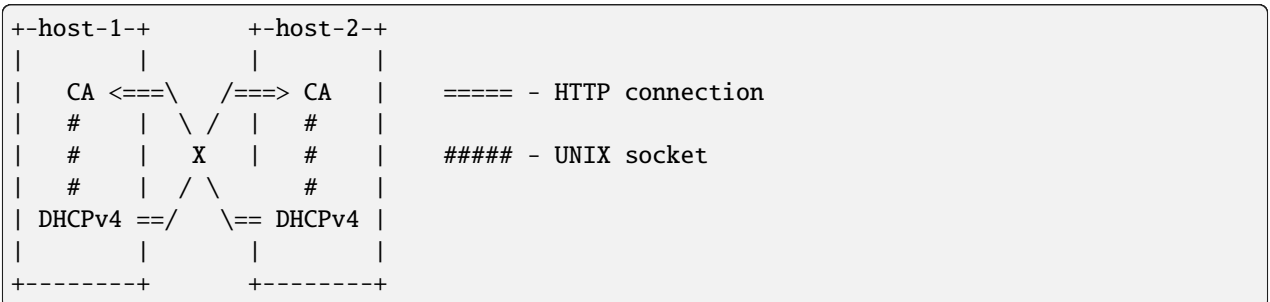 +-host-1-+       +-host-2-+
|        |       |        |
|   CA <===\   /===> CA   |    ===== - HTTP connection
|   #    |  \ /  |   #    |
|   #    |   X   |   #    |    ##### - UNIX socket
|   #    |  / \      #    |
| DHCPv4 ==/   \== DHCPv4 |
|        |       |        |
+--------+       +--------+